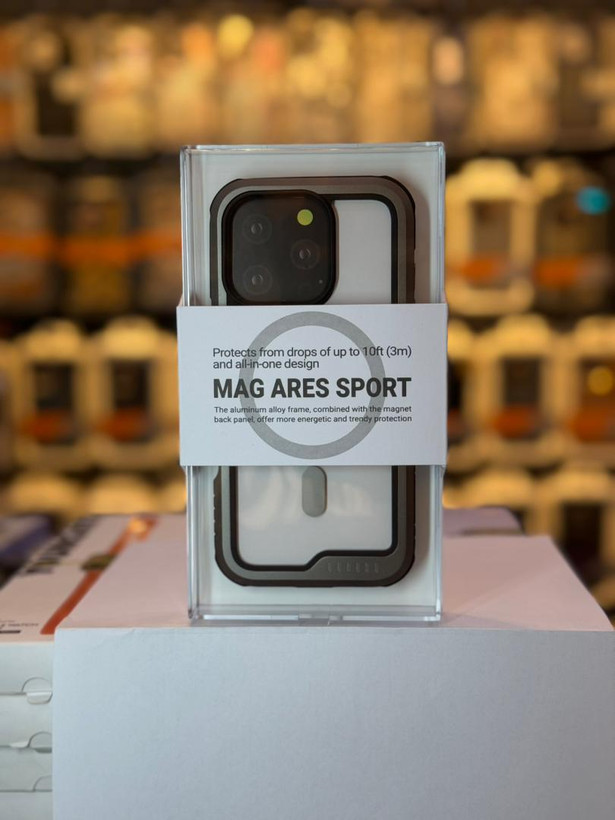 Protects from drops of up to 10ft (3m)
and all-in-one design
MAG ARES SPORT
The aluminum alloy frame, combined with the magnet
back panel, offer more energetic and trendy protection